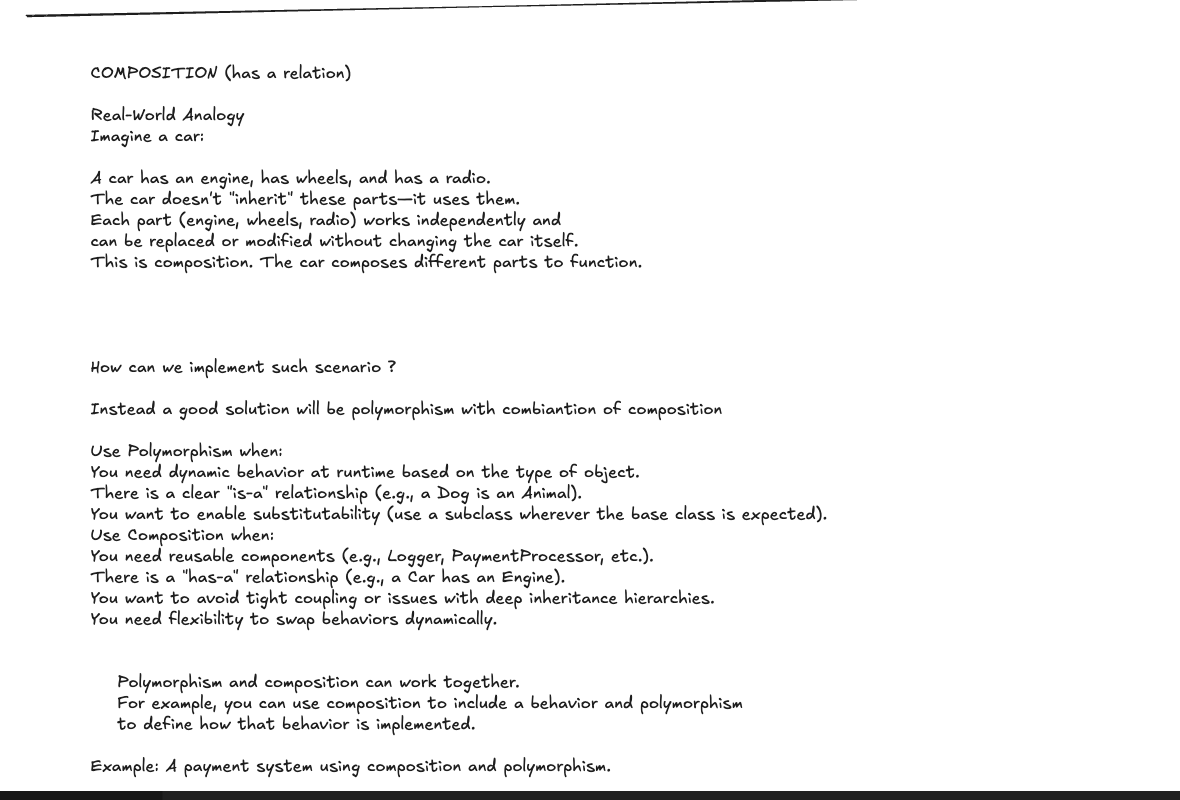 COMPOSITION (has a relation)
Real-World Analogy
Imagine a car:
A car has an engine, has wheels, and has a radio.
The car doesn't "inherit" these parts—it uses them.
Each part (engine, wheels, radio) works independently and
can be replaced or modified without changing the car itself.
This is composition. The car composes different parts to function.
How can we implement such scenario ?
Instead a good solution will be polymorphism with combiantion of composition
Use Polymorphism when:
You need dynamic behavior at runtime based on the type of object.
There is a clear "is-a" relationship (e.g., a Dog is an Animal).
You want to enable substitutability (use a subclass wherever the base class is expected).
Use Composition when:
You need reusable components (e.g., Logger, PaymentProcessor, etc.).
There is a "has-a" relationship (e.g., a Car has an Engine).
You want to avoid tight coupling or issues with deep inheritance hierarchies.
You need flexibility to swap behaviors dynamically.
Polymorphism and composition can work together.
For example, you can use composition to include a behavior and polymorphism
to define how that behavior is implemented.
Example: A payment system using composition and polymorphism.